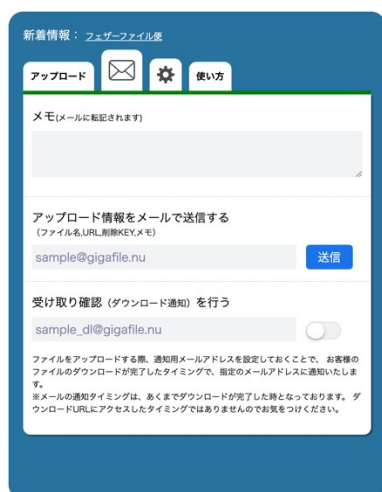 新着情報： フェザーファイル便
アップロード
使い方
メモ(メールに転記されます)
アップロード情報をメールで送信する
（ファイル名,URL,削除KEY,メモ）
sample@gigafile.nu
送信
受け取り確認（ダウンロード通知）を行う
sample_dl@gigafile.nu
ファイルをアップロードする際、通知用メールアドレスを設定しておくことで、 お客様の
ファイルのダウンロードが完了したタイミングで、指定のメールアドレスに通知いたしま
す。
※メールの通知タイミングは、あくまでダウンロードが完了した時となっております。 ダ
ウンロードURLにアクセスしたタイミングではありませんのでお気をつけください。